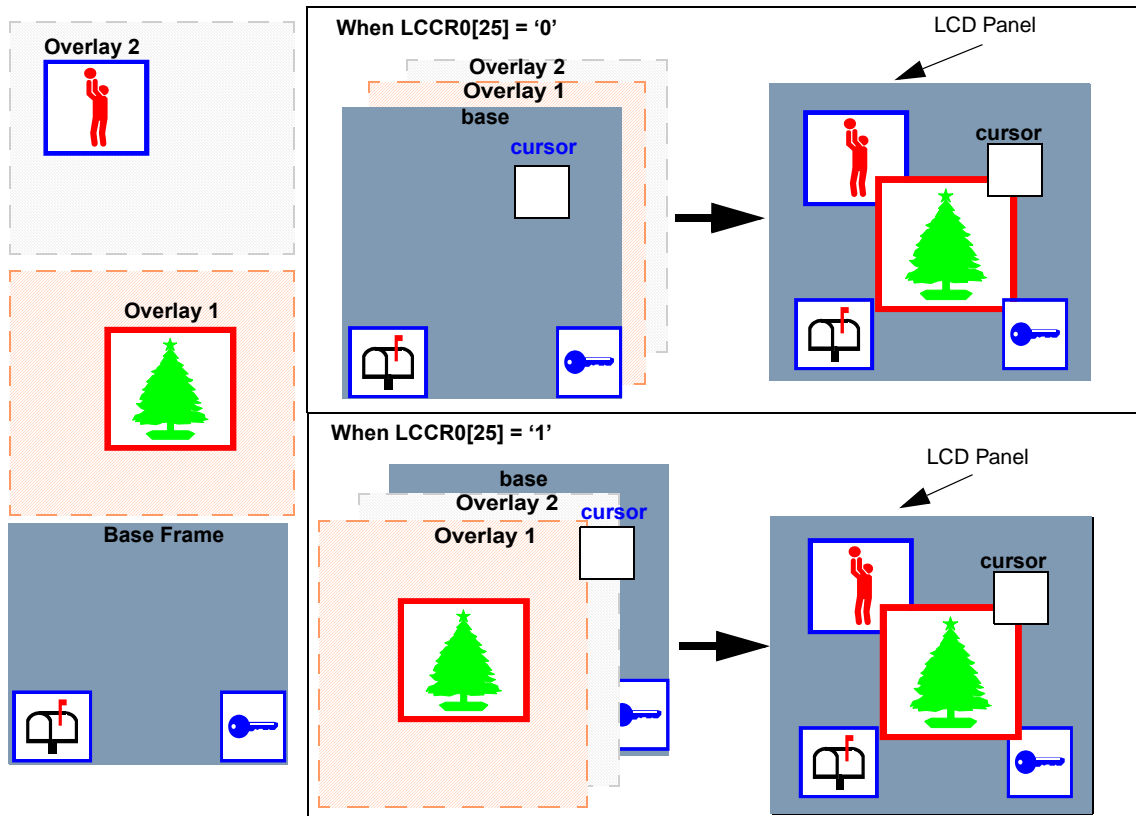 Overlay 2
Overlay 1
Base Frame
When LCCR0[25] = ‘0’
Overlay 2
Overlay 1
base
cursor
LCD Panel
cursor
When LCCR0[25] = ‘1’
base
Overlay 2
cursor
Overlay 1
LCD Panel
cursor